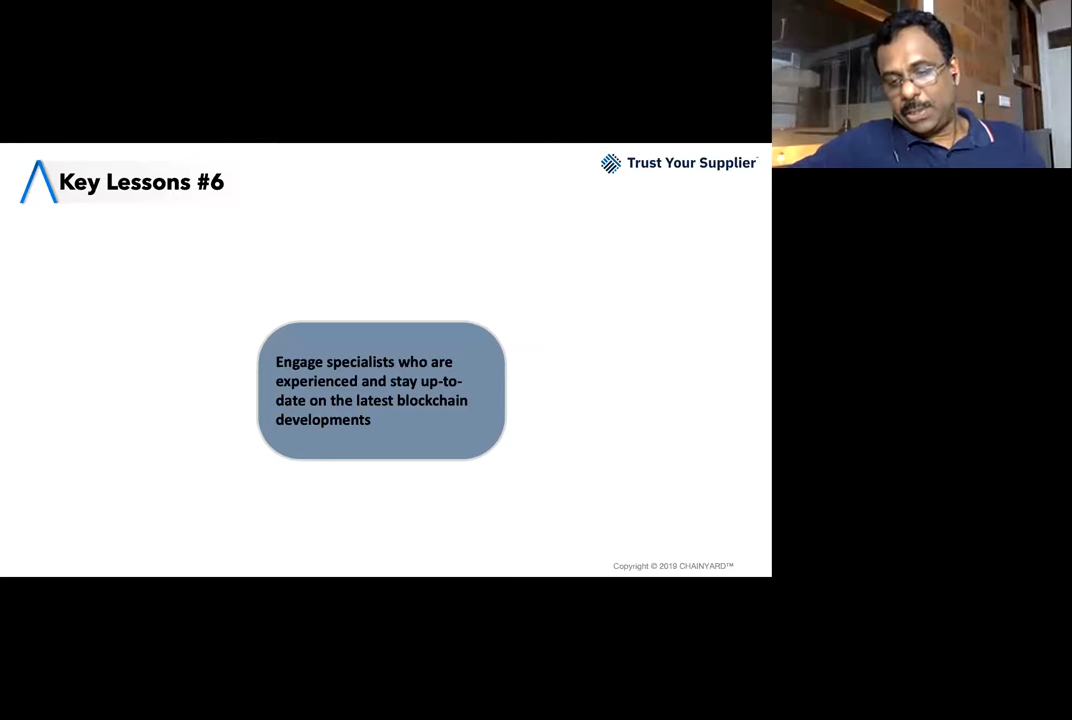 Trust Your Supplier
Key Lessons #6
Engage specialists who are
experienced and stay up-to-
date on the latest blockchain
developments
Copyright © 2019 CHAINYARD™